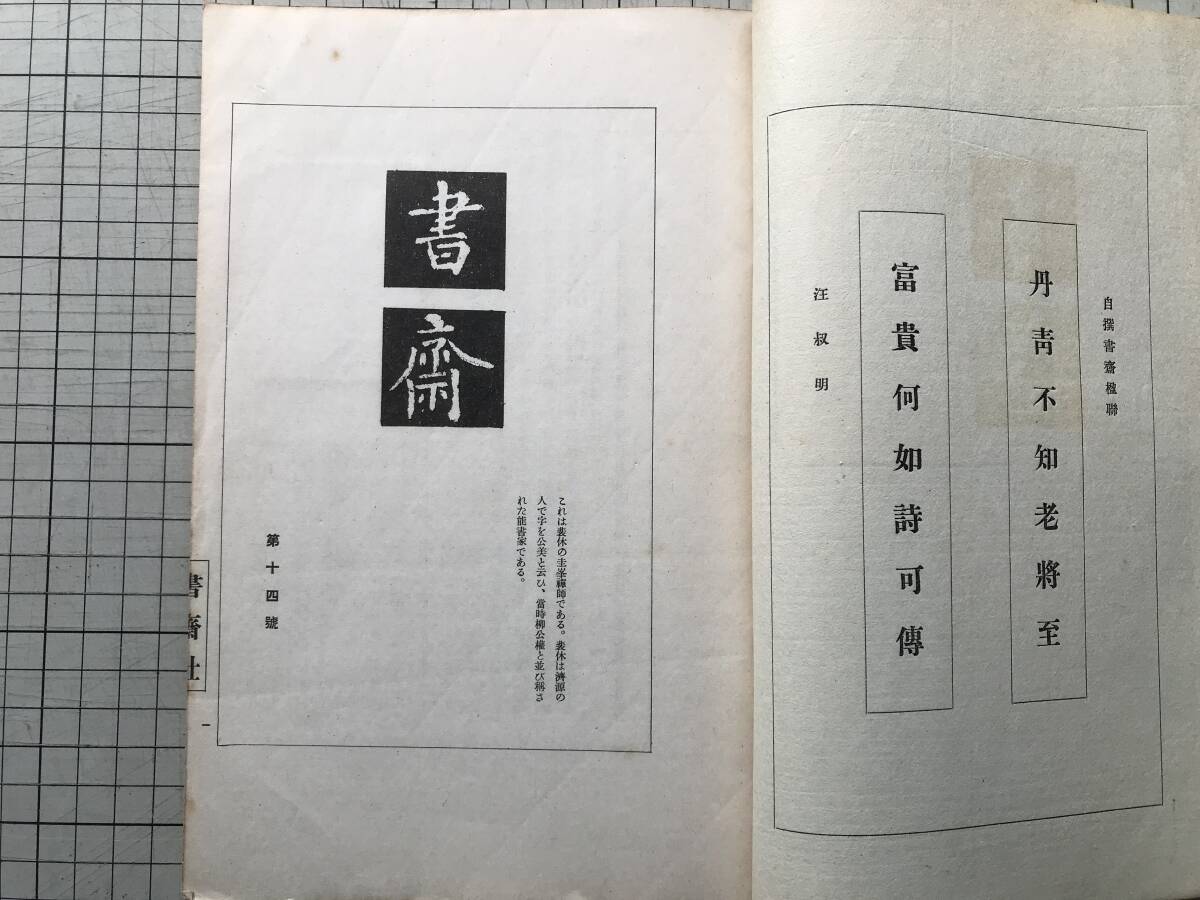 自撰書齋楹聯
丹靑不知老將至
富貴何如詩可傳
汪叔明
書齋
これは裴休の圭峯禪師である。裴休は濟源の
人で字を公美と云ひ、當時柳公權と並び稱さ
れた能書家である。
第十四號
書齋社
一